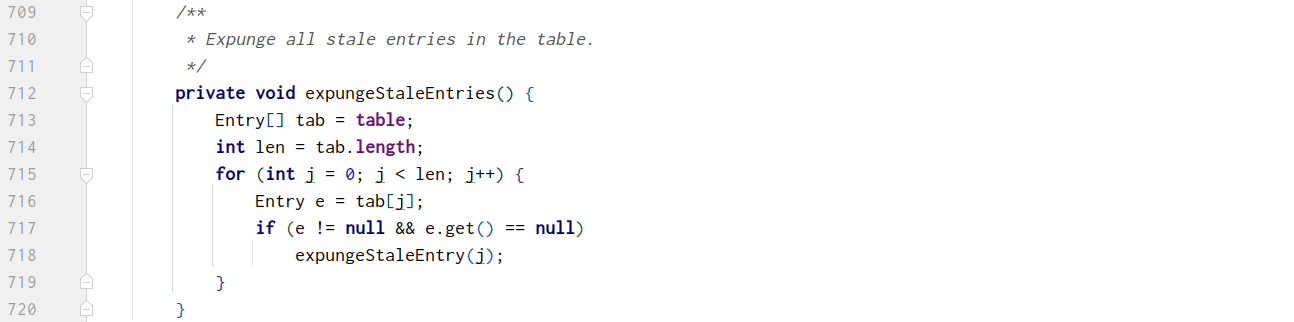 709 /**
710 * Expunge all stale entries in the table.
711 */
712 private void expungeStaleEntries() {
713 Entry[] tab = table;
714 int len = tab.length;
715 for (int j = 0; j < len; j++) {
716 Entry e = tab[j];
717 if (e != null && e.get() == null)
718 expungeStaleEntry(j);
719 }
720 }